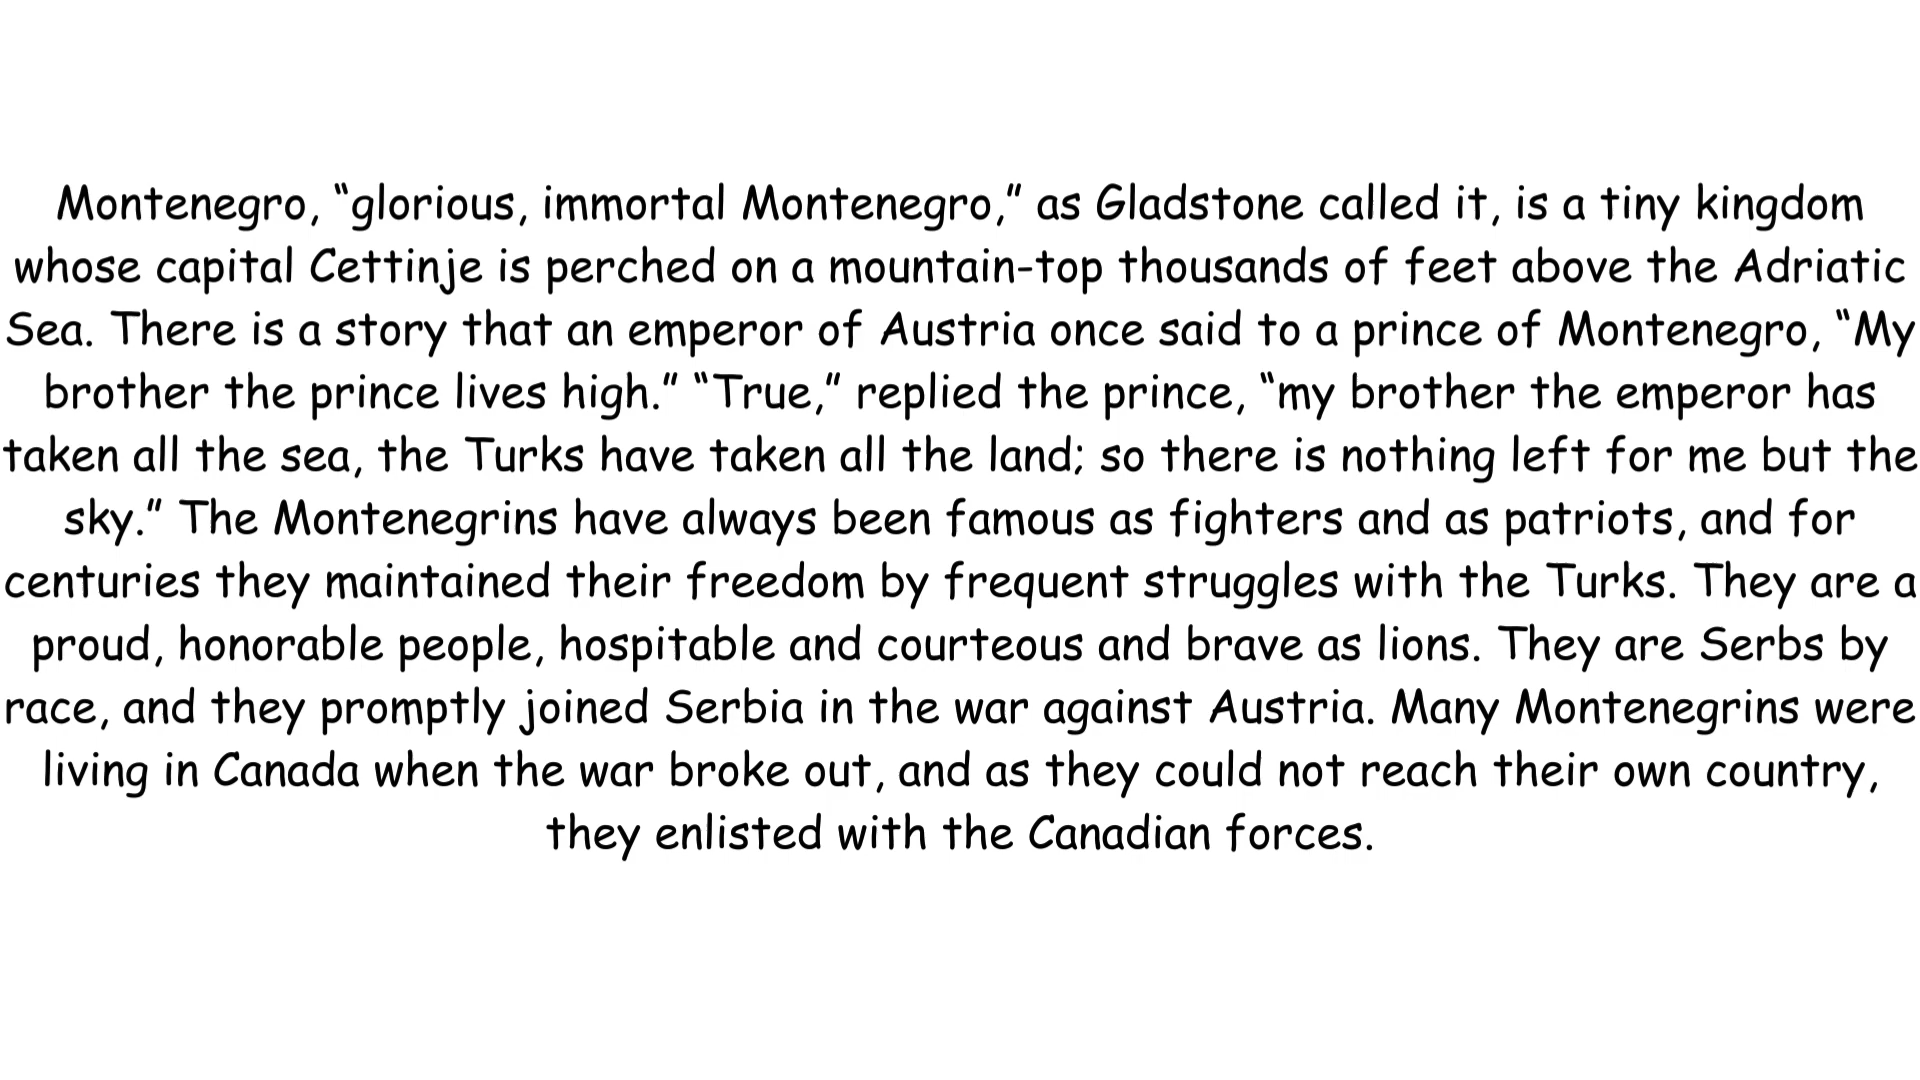 Montenegro, “glorious, immortal Montenegro,” as Gladstone called it, is a tiny kingdom
whose capital Cettinje is perched on a mountain-top thousands of feet above the Adriatic
Sea. There is a story that an emperor of Austria once said to a prince of Montenegro, “My
brother the prince lives high.” “True,” replied the prince, “my brother the emperor has
taken all the sea, the Turks have taken all the land; so there is nothing left for me but the
sky.” The Montenegrins have always been famous as fighters and as patriots, and for
centuries they maintained their freedom by frequent struggles with the Turks. They are a
proud, honorable people, hospitable and courteous and brave as lions. They are Serbs by
race, and they promptly joined Serbia in the war against Austria. Many Montenegrins were
living in Canada when the war broke out, and as they could not reach their own country,
they enlisted with the Canadian forces.